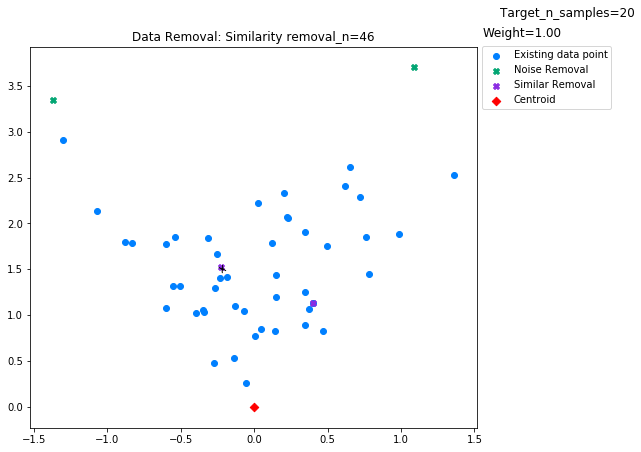 Target_n_samples=20
Weight=1.00
Data Removal: Similarity removal_n=46
Existing data point
Noise Removal
Similar Removal
Centroid
3.5
3.0
2.5
2.0
1.5
1.0
0.5
0.0
−1.5 −1.0 −0.5 0.0 0.5 1.0 1.5